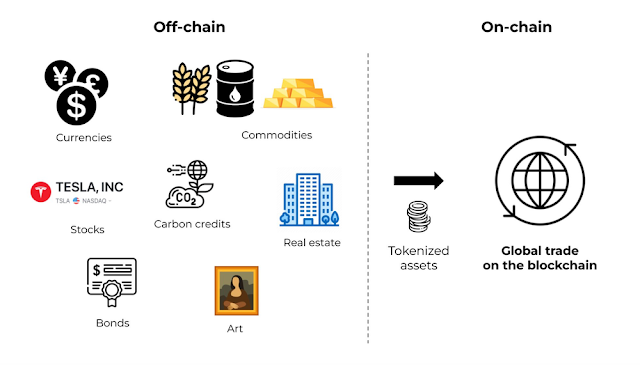 Off-chain
On-chain
¥
£
$
Currencies
Commodities
TESLA, INC
TSLA NASDAQ
Stocks
CO2
Carbon credits
Real estate
$
Bonds
Art
Tokenized
assets
Global trade
on the blockchain